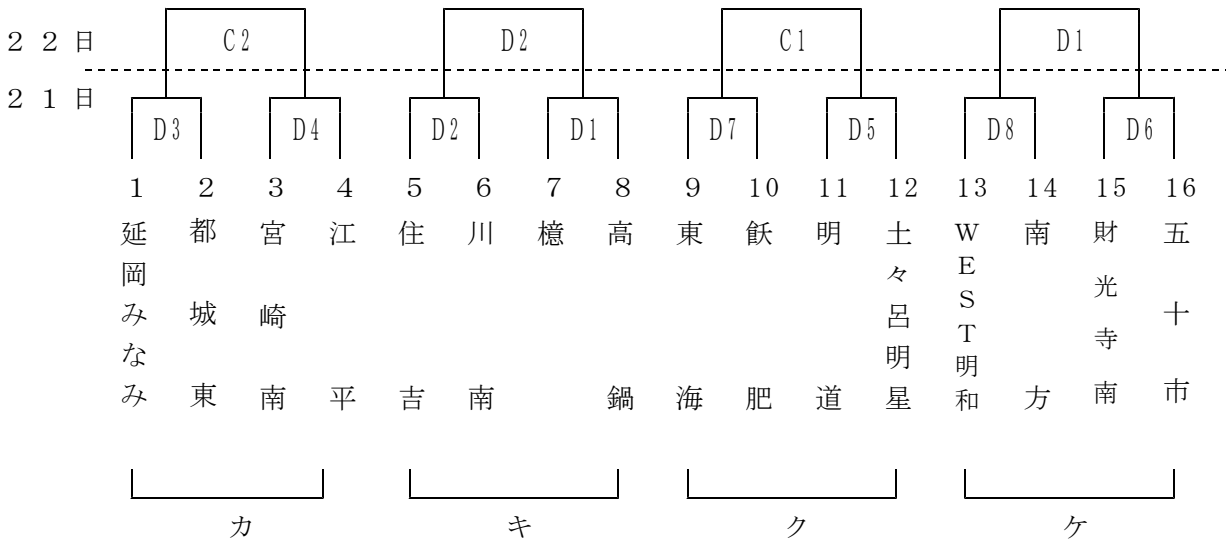 22日 C2 D2 C1 D1
21日
D3 D4 D2 D1 D7 D5 D8 D6
1 2 3 4 5 6 7 8 9 10 11 12 13 14 15 16
延岡みなみ
都城東
宮崎南
江平
住吉
川南
檍
高鍋
東海
飫肥
明道
土々呂明星
WEST明和
南方
財光寺南
五十市
カ キ ク ケ